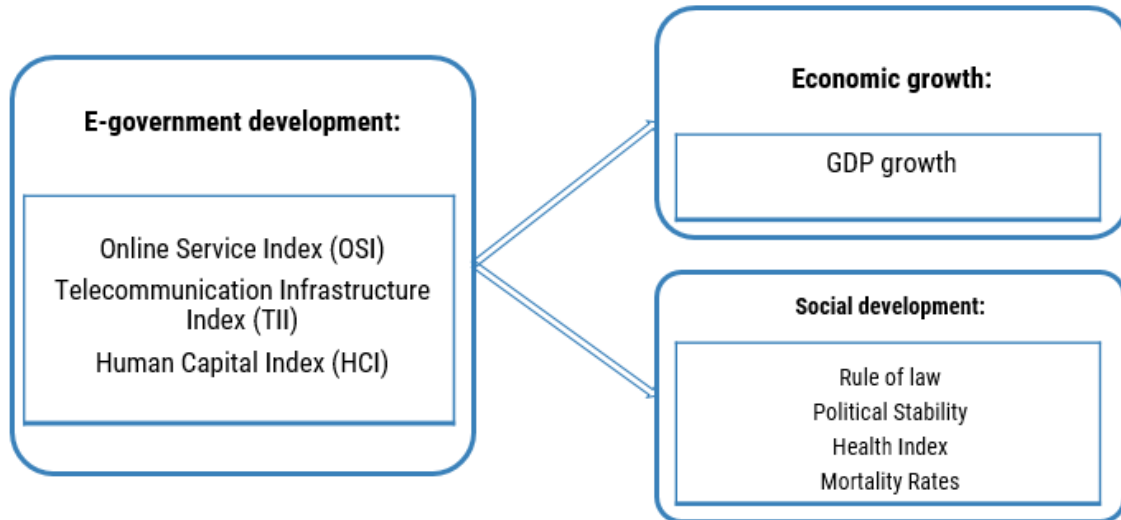 E-government development:
Online Service Index (OSI)
Telecommunication Infrastructure
Index (TII)
Human Capital Index (HCI)
Economic growth:
GDP growth
Social development:
Rule of law
Political Stability
Health Index
Mortality Rates